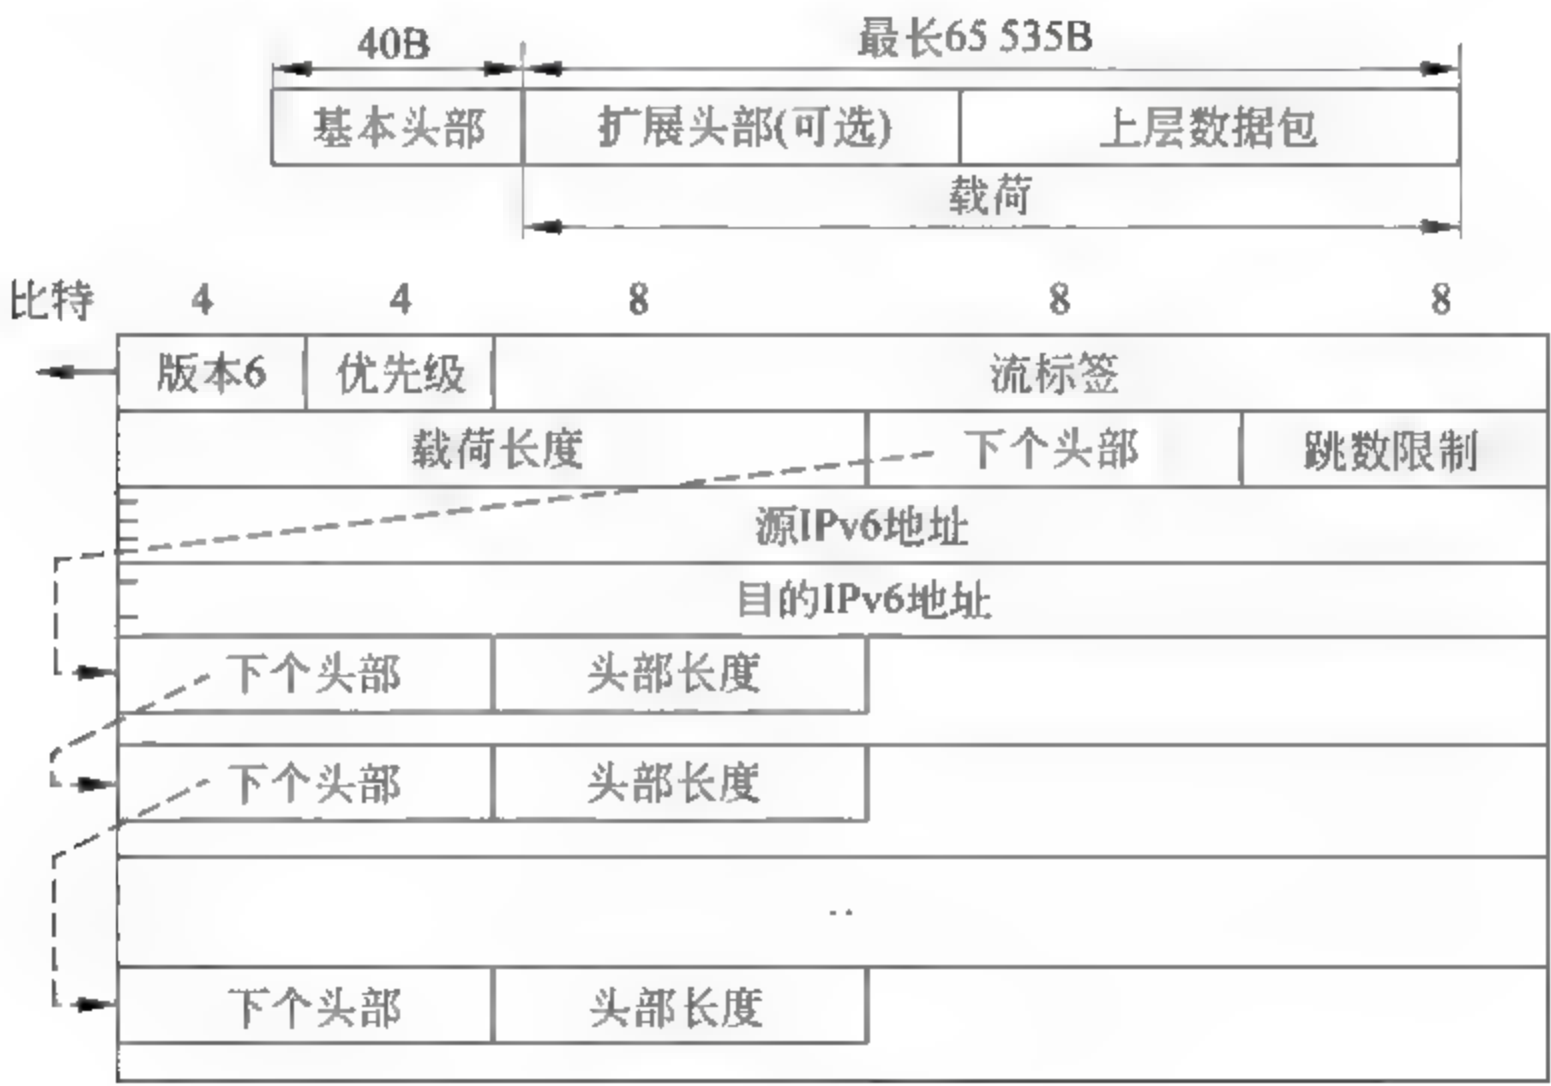 40B 最长65 535B
基本头部 扩展头部(可选) 上层数据包
载荷
比特 4 4 8 8 8
版本6 优先级 流标签
载荷长度 下个头部 跳数限制
源IPv6地址
目的IPv6地址
下个头部 头部长度
下个头部 头部长度
..
下个头部 头部长度